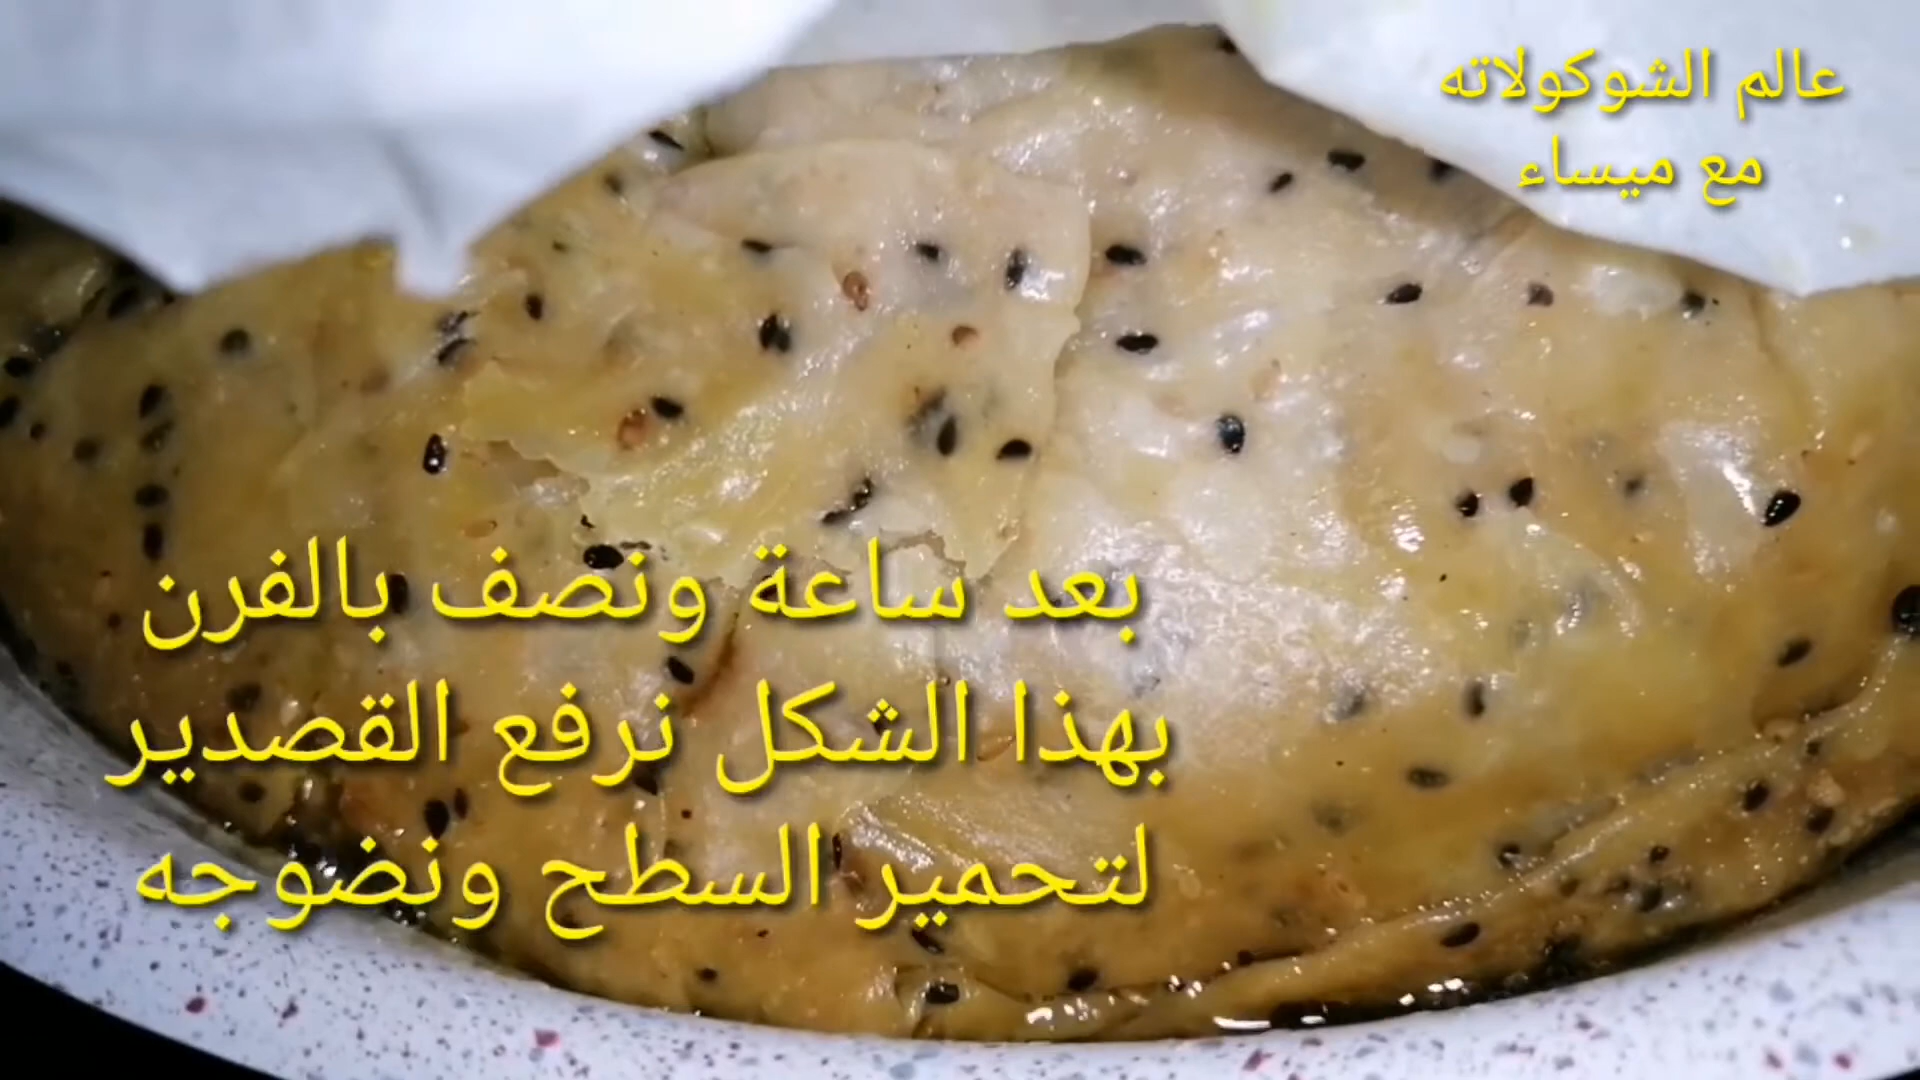 عالم الشوكولاته
مع ميساء
بعد ساعة ونصف بالفرن
بهذا الشكل نرفع القصدير
لتحمير السطح ونضوجه